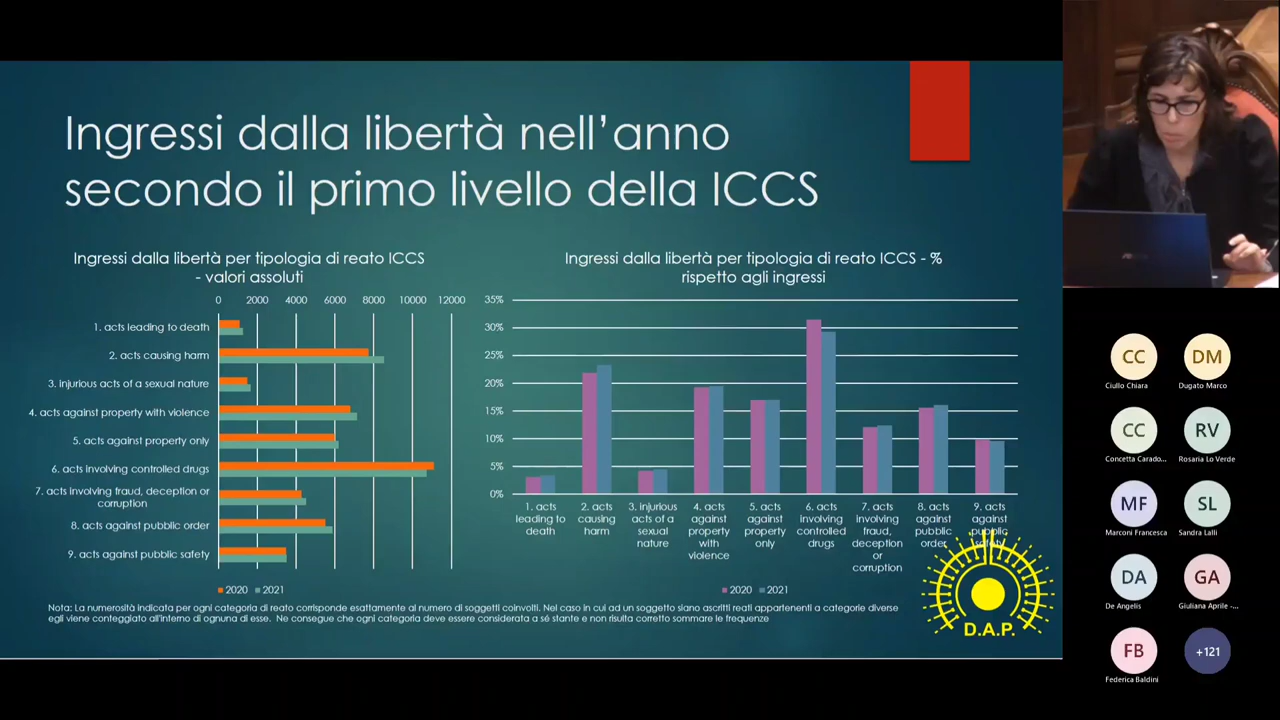 Ingressi dalla libertà nell'anno
secondo il primo livello della ICCS
Ingressi dalla libertà per tipologia di reato ICCS
- valori assoluti
0 2000 4000 6000 8000 10000 12000
1. acts leading to death
2. acts causing harm
3. injurious acts of a sexual nature
4. acts against property with violence
5. acts against property only
6. acts involving controlled drugs
7. acts involving fraud, deception or
corruption
8. acts against pubblic order
9. acts against pubblic safety
2020 2021
Ingressi dalla libertà per tipologia di reato ICCS - %
rispetto agli ingressi
35%
30%
25%
20%
15%
10%
5%
0%
1. acts
leading to
death
2. acts
causing
harm
3. injurious
acts of a
sexual
nature
4. acts
against
property
with
violence
5. acts
against
property
only
6. acts
involving
controlled
drugs
7. acts
involving
fraud,
deception
or
corruption
8. acts
against
pubblic
order
9. acts
against
pubblic
safety
2020 2021
Nota: La numerosità indicata per ogni categoria di reato corrisponde esattamente al numero di soggetti coinvolti. Nel caso in cui ad un soggetto siano ascritti reati appartenenti a categorie diverse
egli viene conteggiato all'interno di ognuna di esse. Ne consegue che ogni categoria deve essere considerata a sé stante e non risulta corretto sommare le frequenze
D.A.P.
CC DM
Ciullo Chiara Dugato Marco
CC RV
Concetta Carado... Rosaria Lo Verde
MF SL
Marconi Francesca Sandra Lalli
DA GA
De Angelis Giuliana Aprile -...
FB +121
Federica Baldini